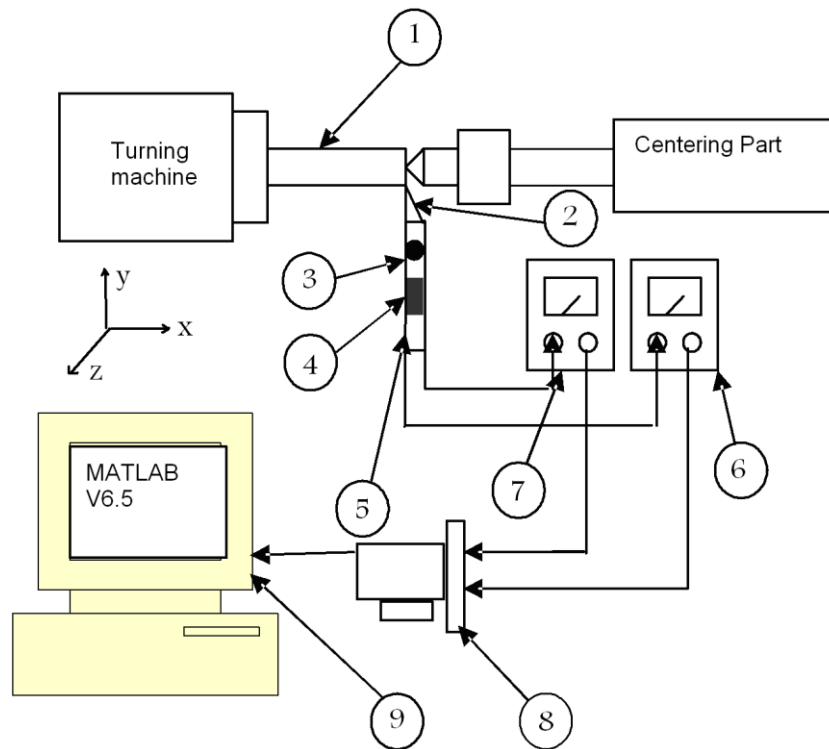 1
Turning
machine
Centering Part
2
3
4
y
x
z
MATLAB
V6.5
5
7
6
9
8